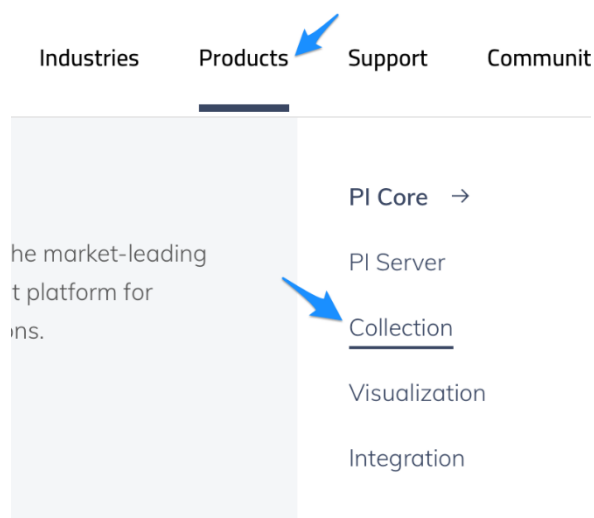 Industries Products Support Communit
PI Core →
he market-leading
PI Server
t platform for
ons.
Collection
Visualization
Integration